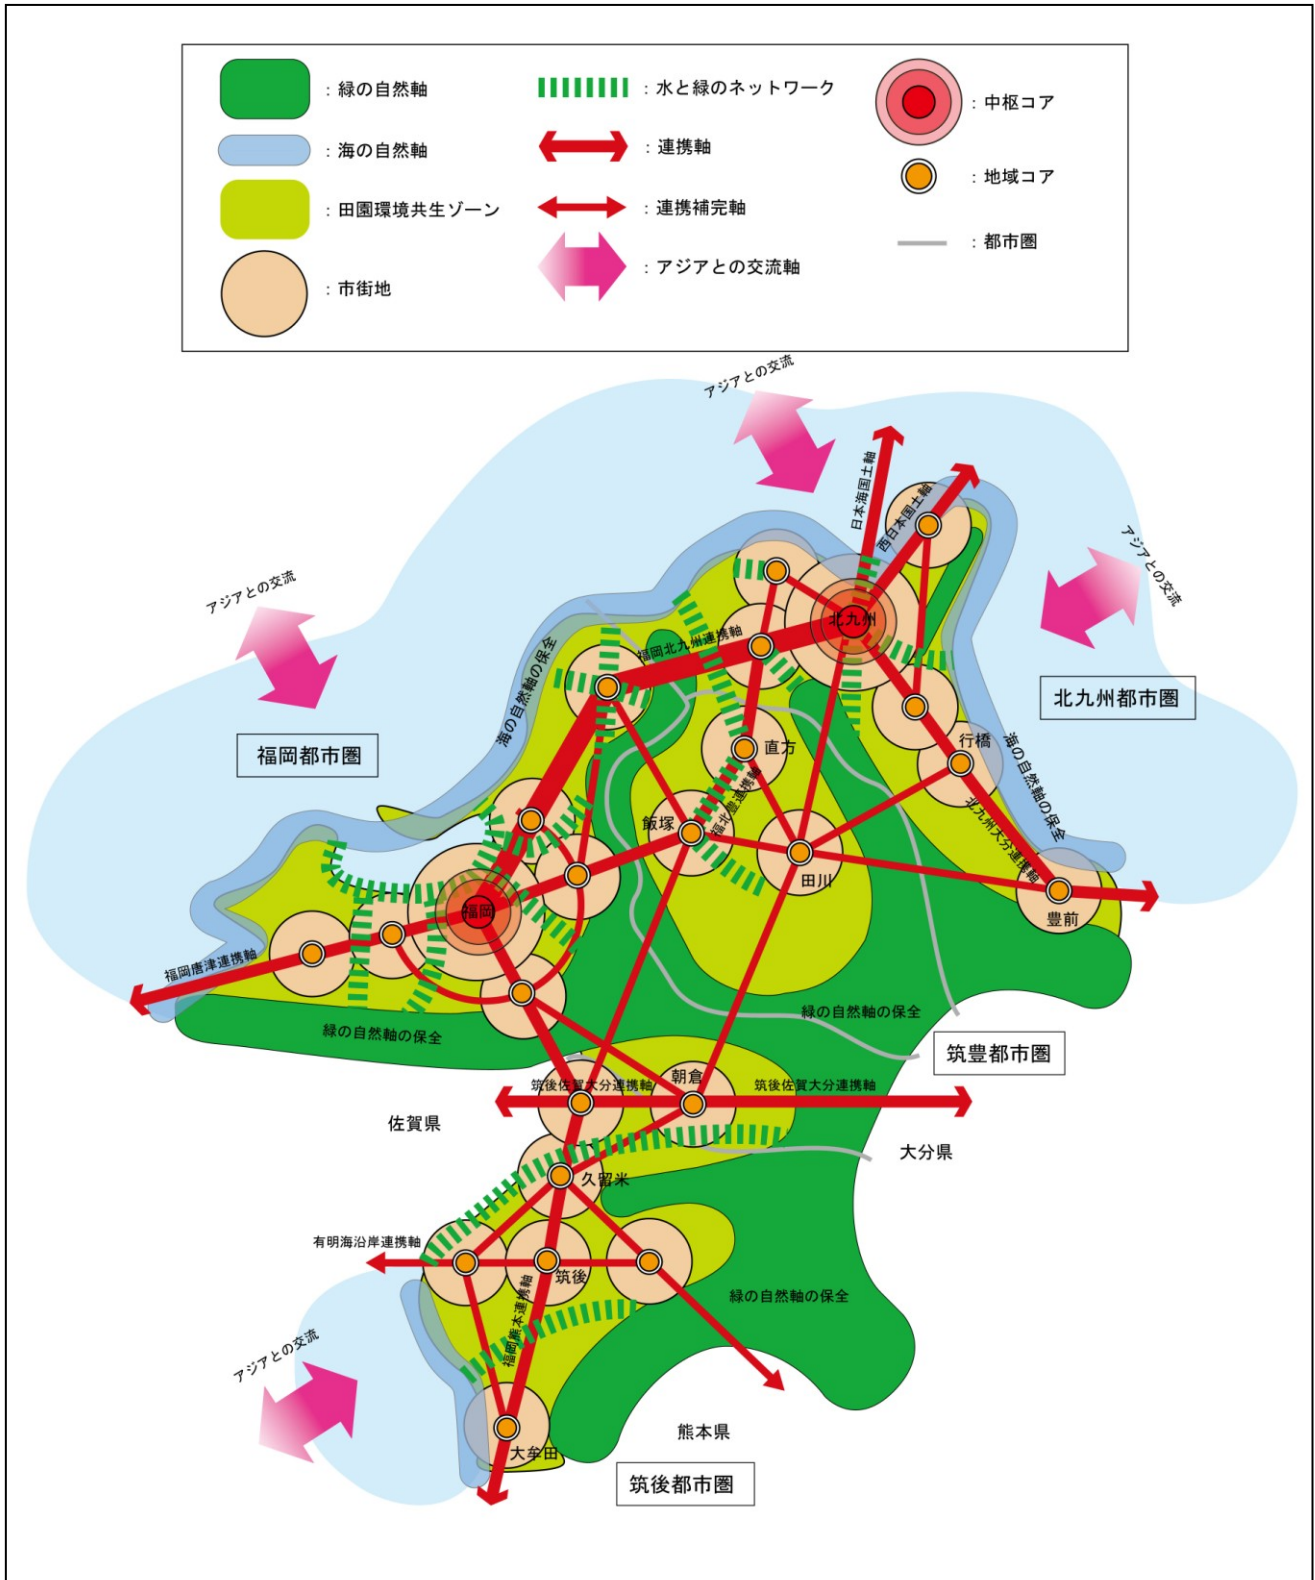 ：緑の自然軸
：海の自然軸
：田園環境共生ゾーン
：市街地
：水と緑のネットワーク
：連携軸
：連携補完軸
：アジアとの交流軸
：中枢コア
：地域コア
：都市圏
アジアとの交流
日本海国土軸
西日本国土軸
アジアとの交流
アジアとの交流
北九州
福岡北九州連携軸
海の自然軸の保全
北九州都市圏
福岡都市圏
直方
行橋
海の自然軸の保全
福北豊連携軸
飯塚
北九州大分連携軸
田川
福岡
豊前
福岡唐津連携軸
緑の自然軸の保全
緑の自然軸の保全
筑豊都市圏
朝倉
筑後佐賀大分連携軸
筑後佐賀大分連携軸
佐賀県
大分県
久留米
有明海沿岸連携軸
筑後
緑の自然軸の保全
福岡熊本連携軸
アジアとの交流
熊本県
大牟田
筑後都市圏